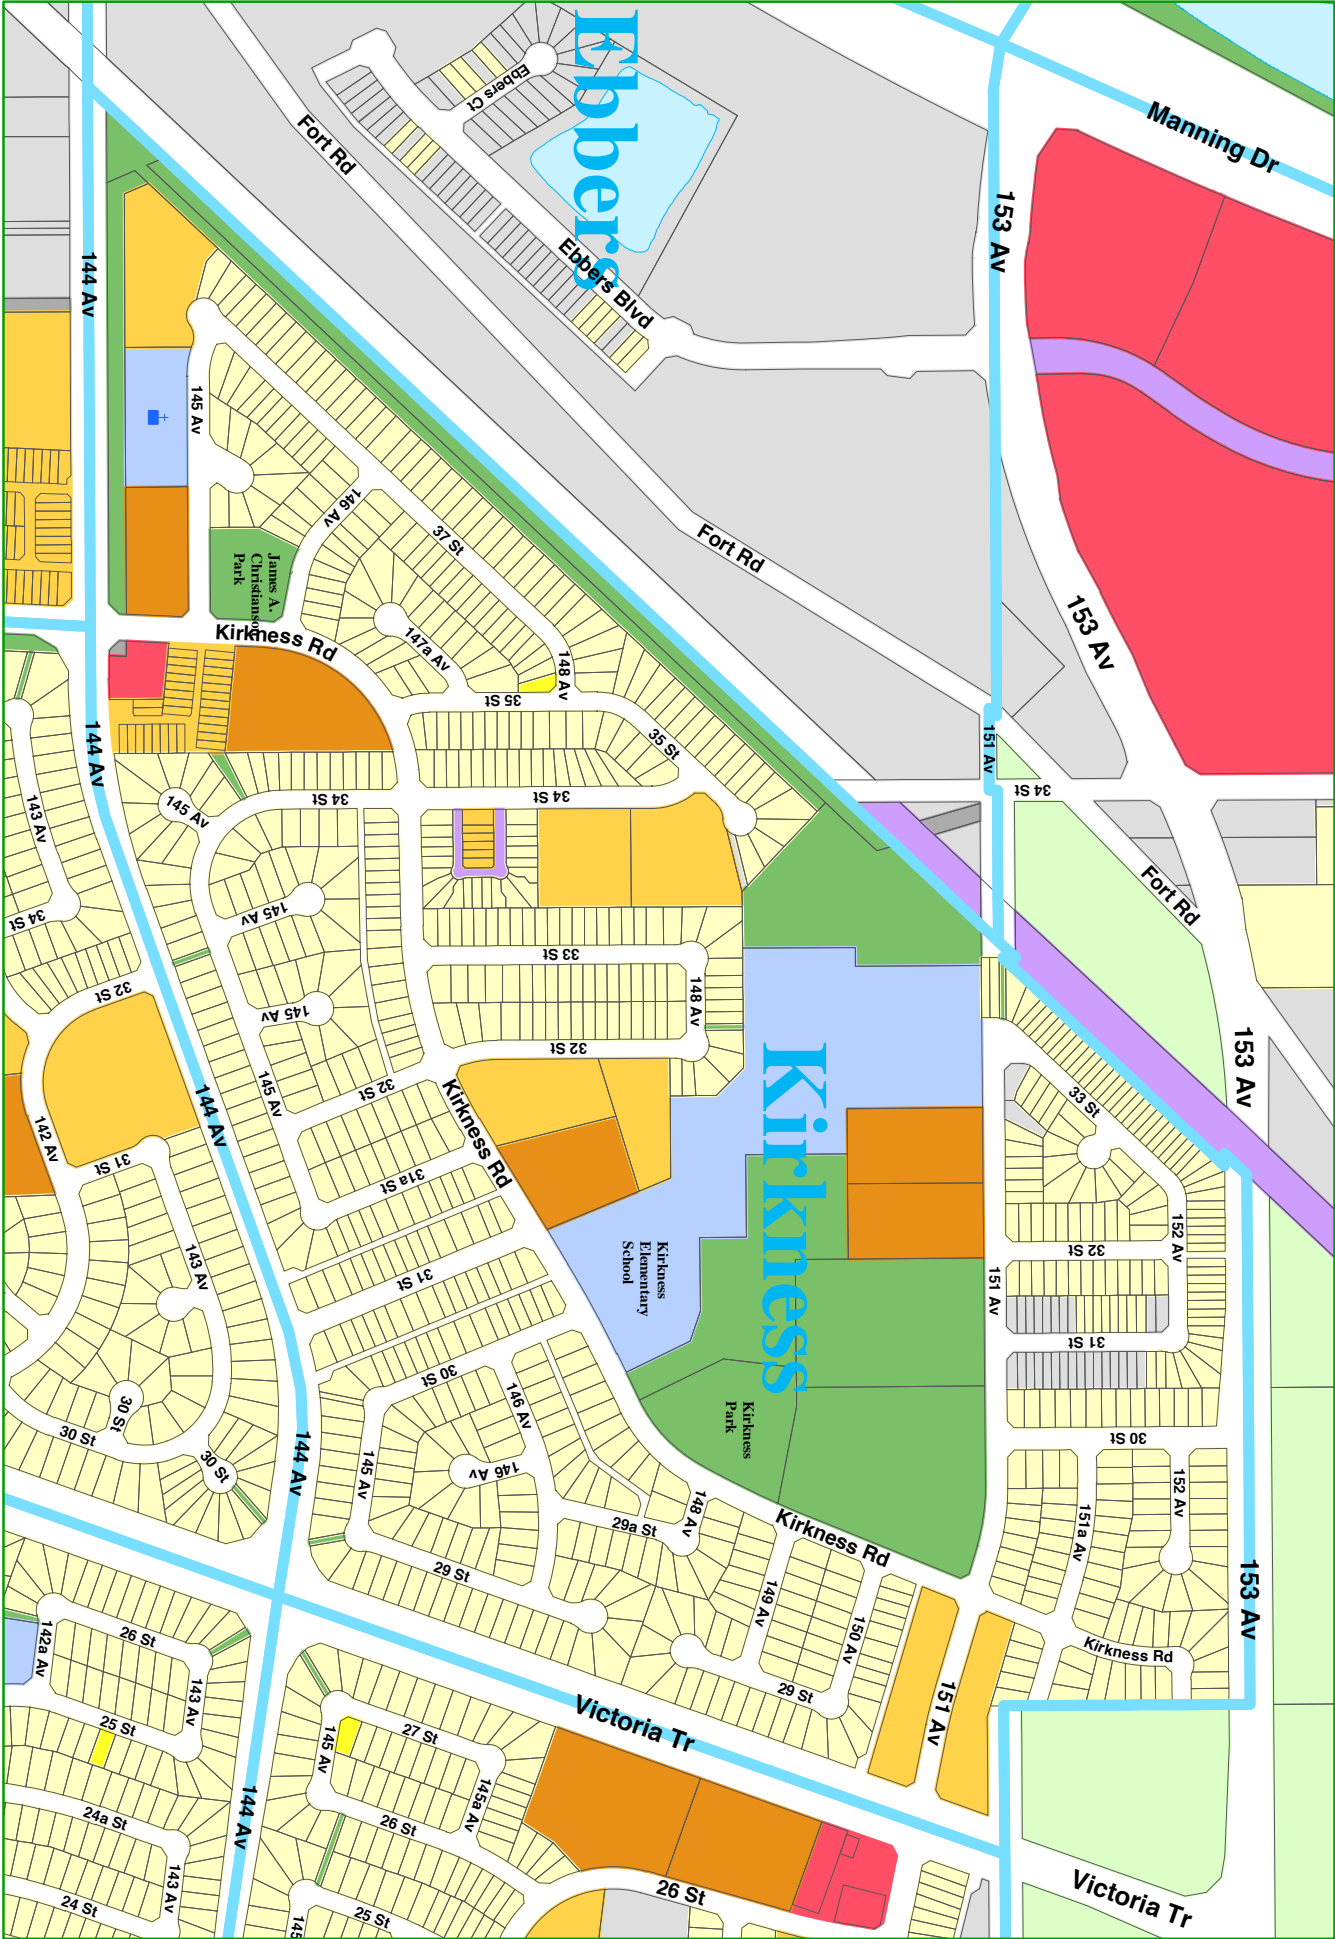 Ebbers
Manning Dr
Ebbers Ct
Fort Rd
153 Av
144 Av
Ebbers Blvd
145 Av
146 Av
37 St
Fort Rd
James A.
Christianson
Park
Kirkness Rd
147a Av
148 Av
153 Av
35 St
35 St
144 Av
151 Av
34 St
34 St
34 St
143 Av
145 Av
Fort Rd
34 St
145 Av
33 St
32 St
148 Av
145 Av
32 St
153 Av
Kirkness
145 Av
32 St
144 Av
Kirkness Rd
33 St
142 Av
31 St
31a St
152 Av
32 St
143 Av
Kirkness
Elementary
School
31 St
151 Av
31 St
30 St
146 Av
30 St
Kirkness
Park
30 St
30 St
144 Av
145 Av
146 Av
30 St
152 Av
148 Av
29a St
151a Av
Kirkness Rd
29 St
153 Av
149 Av
150 Av
26 St
142a Av
Kirkness Rd
143 Av
29 St
151 Av
25 St
27 St
145 Av
Victoria Tr
145a Av
144 Av
24a St
26 St
143 Av
26 St
Victoria Tr
24 St
25 St
145